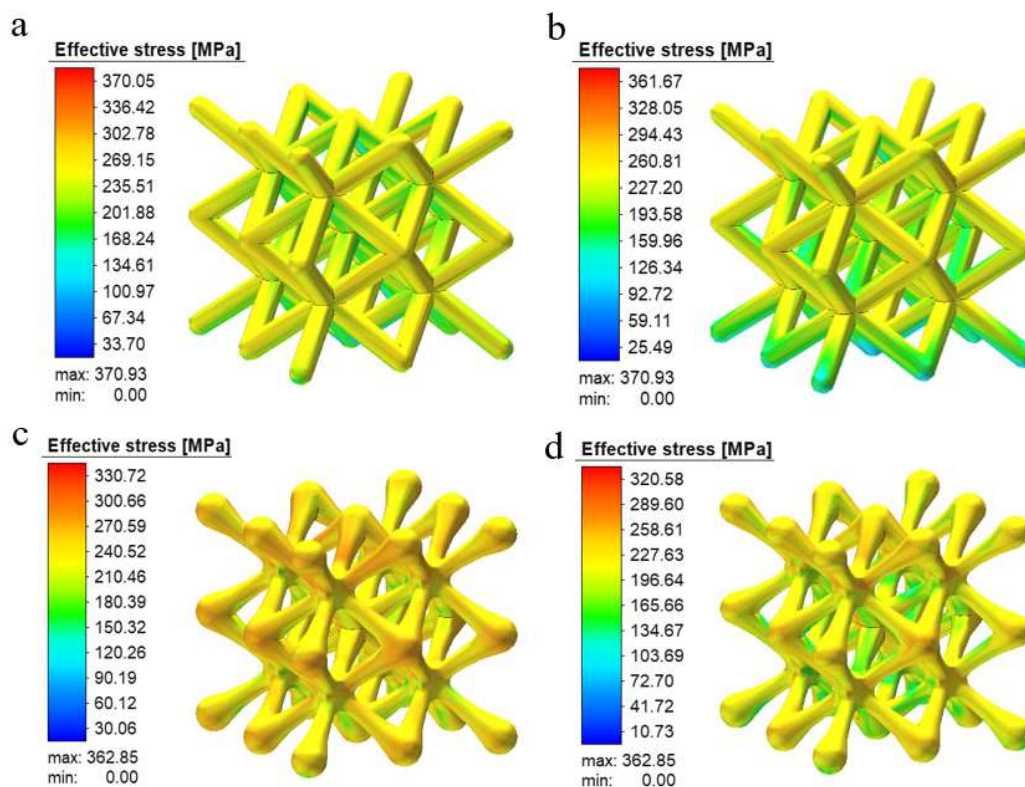 a
Effective stress [MPa]
370.05
336.42
302.78
269.15
235.51
201.88
168.24
134.61
100.97
67.34
33.70
max: 370.93
min: 0.00
b
Effective stress [MPa]
361.67
328.05
294.43
260.81
227.20
193.58
159.96
126.34
92.72
59.11
25.49
max: 370.93
min: 0.00
c
Effective stress [MPa]
330.72
300.66
270.59
240.52
210.46
180.39
150.32
120.26
90.19
60.12
30.06
max: 362.85
min: 0.00
d
Effective stress [MPa]
320.58
289.60
258.61
227.63
196.64
165.66
134.67
103.69
72.70
41.72
10.73
max: 362.85
min: 0.00